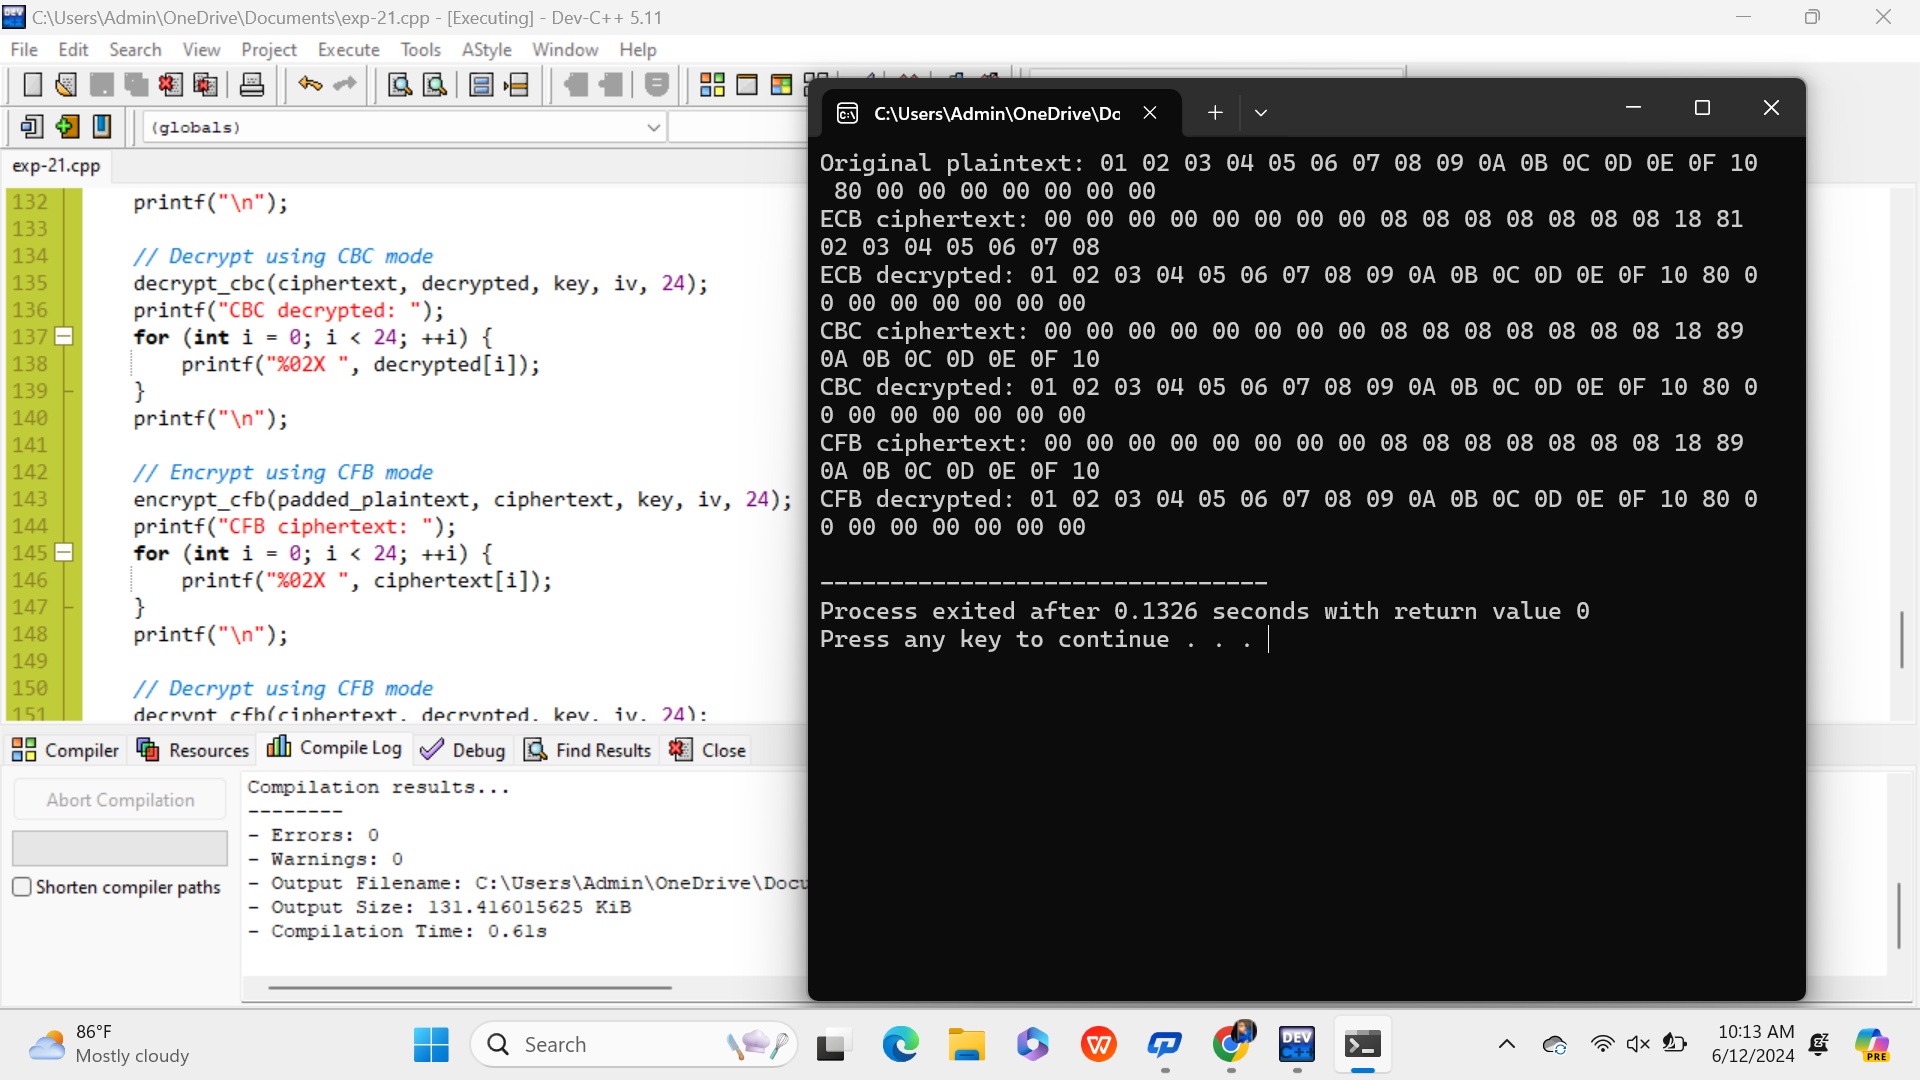 C:\Users\Admin\OneDrive\Documents\exp-21.cpp - [Executing] - Dev-C++ 5.11
File Edit Search View Project Execute Tools AStyle Window Help
(globals)
exp-21.cpp
132 printf("\n");
133
134 // Decrypt using CBC mode
135 decrypt_cbc(ciphertext, decrypted, key, iv, 24);
136 printf("CBC decrypted: ");
137 for (int i = 0; i < 24; ++i) {
138 printf("%02X ", decrypted[i]);
139 }
140 printf("\n");
141
142 // Encrypt using CFB mode
143 encrypt_cfb(padded_plaintext, ciphertext, key, iv, 24);
144 printf("CFB ciphertext: ");
145 for (int i = 0; i < 24; ++i) {
146 printf("%02X ", ciphertext[i]);
147 }
148 printf("\n");
149
150 // Decrypt using CFB mode
151 decrypt_cfb(ciphertext, decrypted, key, iv, 24);
C:\Users\Admin\OneDrive\Do
Original plaintext: 01 02 03 04 05 06 07 08 09 0A 0B 0C 0D 0E 0F 10
80 00 00 00 00 00 00 00
ECB ciphertext: 00 00 00 00 00 00 00 00 08 08 08 08 08 08 08 18 81
02 03 04 05 06 07 08
ECB decrypted: 01 02 03 04 05 06 07 08 09 0A 0B 0C 0D 0E 0F 10 80 0
0 00 00 00 00 00 00
CBC ciphertext: 00 00 00 00 00 00 00 00 08 08 08 08 08 08 08 18 89
0A 0B 0C 0D 0E 0F 10
CBC decrypted: 01 02 03 04 05 06 07 08 09 0A 0B 0C 0D 0E 0F 10 80 0
0 00 00 00 00 00 00
CFB ciphertext: 00 00 00 00 00 00 00 00 08 08 08 08 08 08 08 18 89
0A 0B 0C 0D 0E 0F 10
CFB decrypted: 01 02 03 04 05 06 07 08 09 0A 0B 0C 0D 0E 0F 10 80 0
0 00 00 00 00 00 00
--------------------------------
Process exited after 0.1326 seconds with return value 0
Press any key to continue . . .
Compiler Resources Compile Log Debug Find Results Close
Abort Compilation
Shorten compiler paths
Compilation results...
--------
- Errors: 0
- Warnings: 0
- Output Filename: C:\Users\Admin\OneDrive\Docu
- Output Size: 131.416015625 KiB
- Compilation Time: 0.61s
86°F
Mostly cloudy
Search
DEV
C++
PRE
10:13 AM
6/12/2024